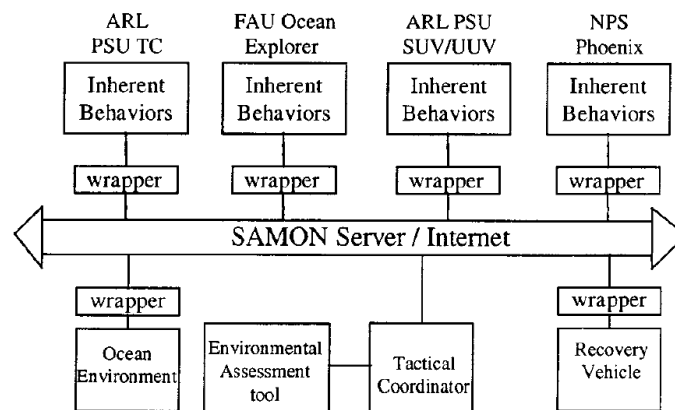 ARL
PSU TC
FAU Ocean
Explorer
ARL PSU
SUV/UUV
NPS
Phoenix
Inherent
Behaviors
Inherent
Behaviors
Inherent
Behaviors
Inherent
Behaviors
wrapper
wrapper
wrapper
wrapper
SAMON Server / Internet
wrapper
wrapper
Ocean
Environment
Environmental
Assessment
tool
Tactical
Coordinator
Recovery
Vehicle